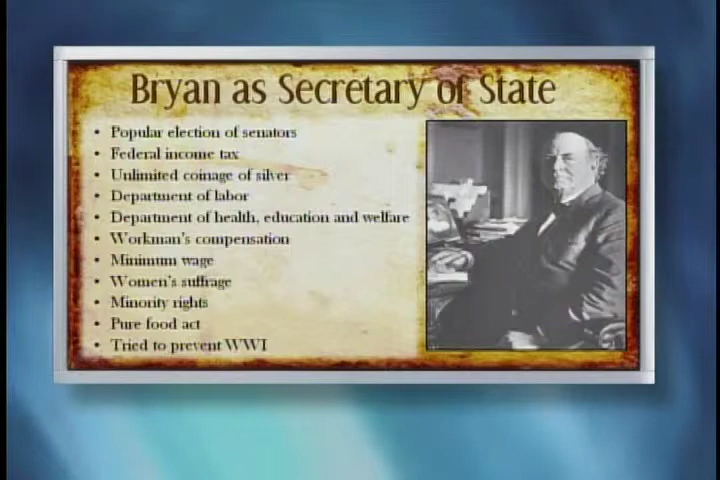 Bryan as Secretary of State
• Popular election of senators
• Federal income tax
• Unlimited coinage of silver
• Department of labor
• Department of health, education and welfare
• Workman's compensation
• Minimum wage
• Women's suffrage
• Minority rights
• Pure food act
• Tried to prevent WWI